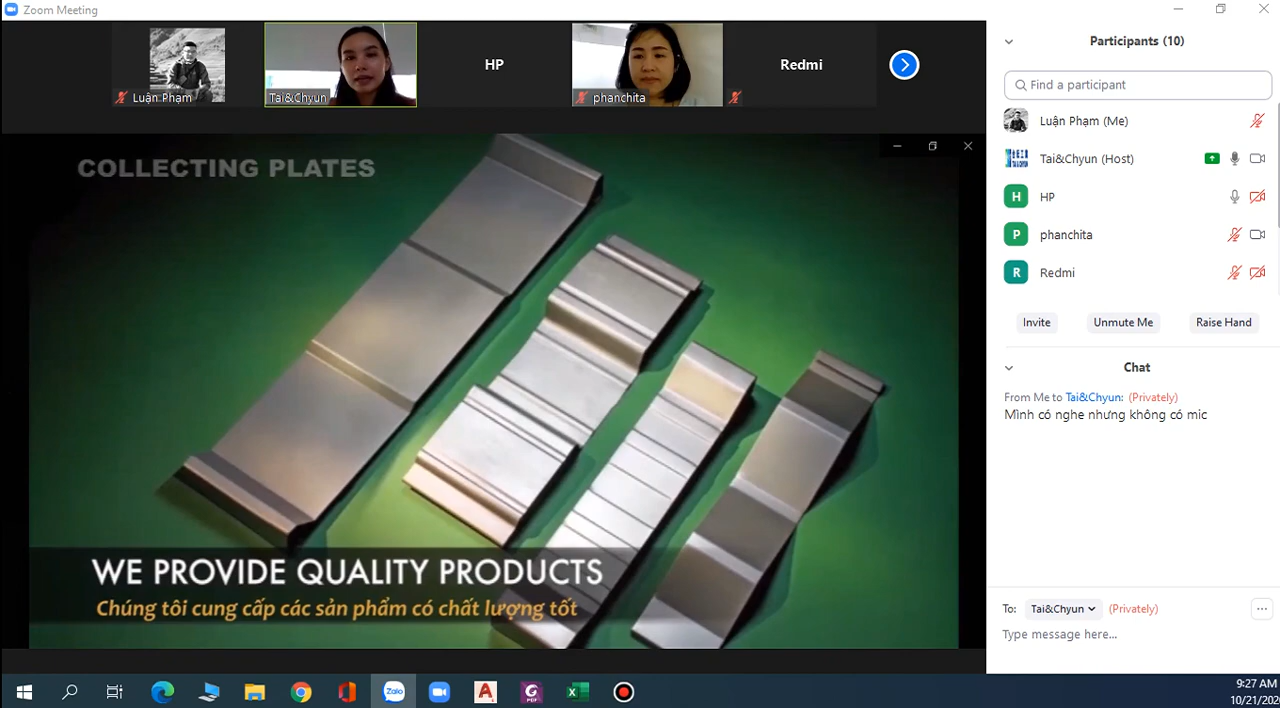 Zoom Meeting
Luận Phạm
Tai&Chyun
HP
phanchita
Redmi
COLLECTING PLATES
WE PROVIDE QUALITY PRODUCTS
Chúng tôi cung cấp các sản phẩm có chất lượng tốt
Participants (10)
Find a participant
Luận Phạm (Me)
Tai&Chyun (Host)
H HP
P phanchita
R Redmi
Invite Unmute Me Raise Hand
Chat
From Me to Tai&Chyun: (Privately)
Mình có nghe nhưng không có mic
To: Tai&Chyun (Privately)
Type message here...
Zalo
PDF
9:27 AM
10/21/202